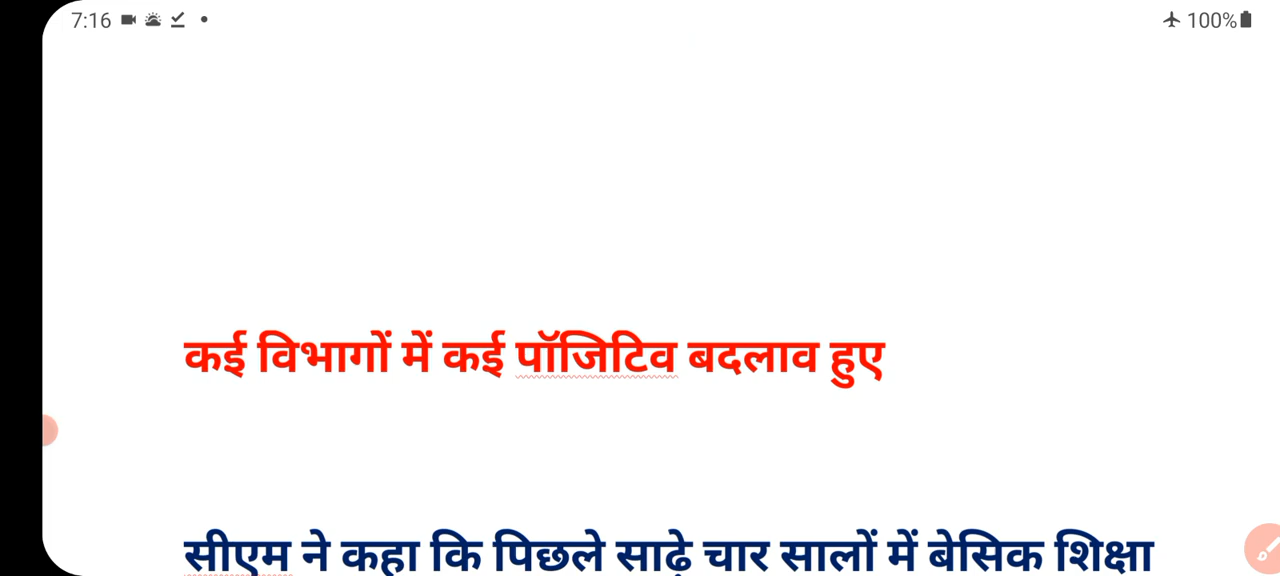 7:16 100%
कई विभागों में कई पॉजिटिव बदलाव हुए
सीएम ने कहा कि पिछले साढ़े चार सालों में बेसिक शिक्षा